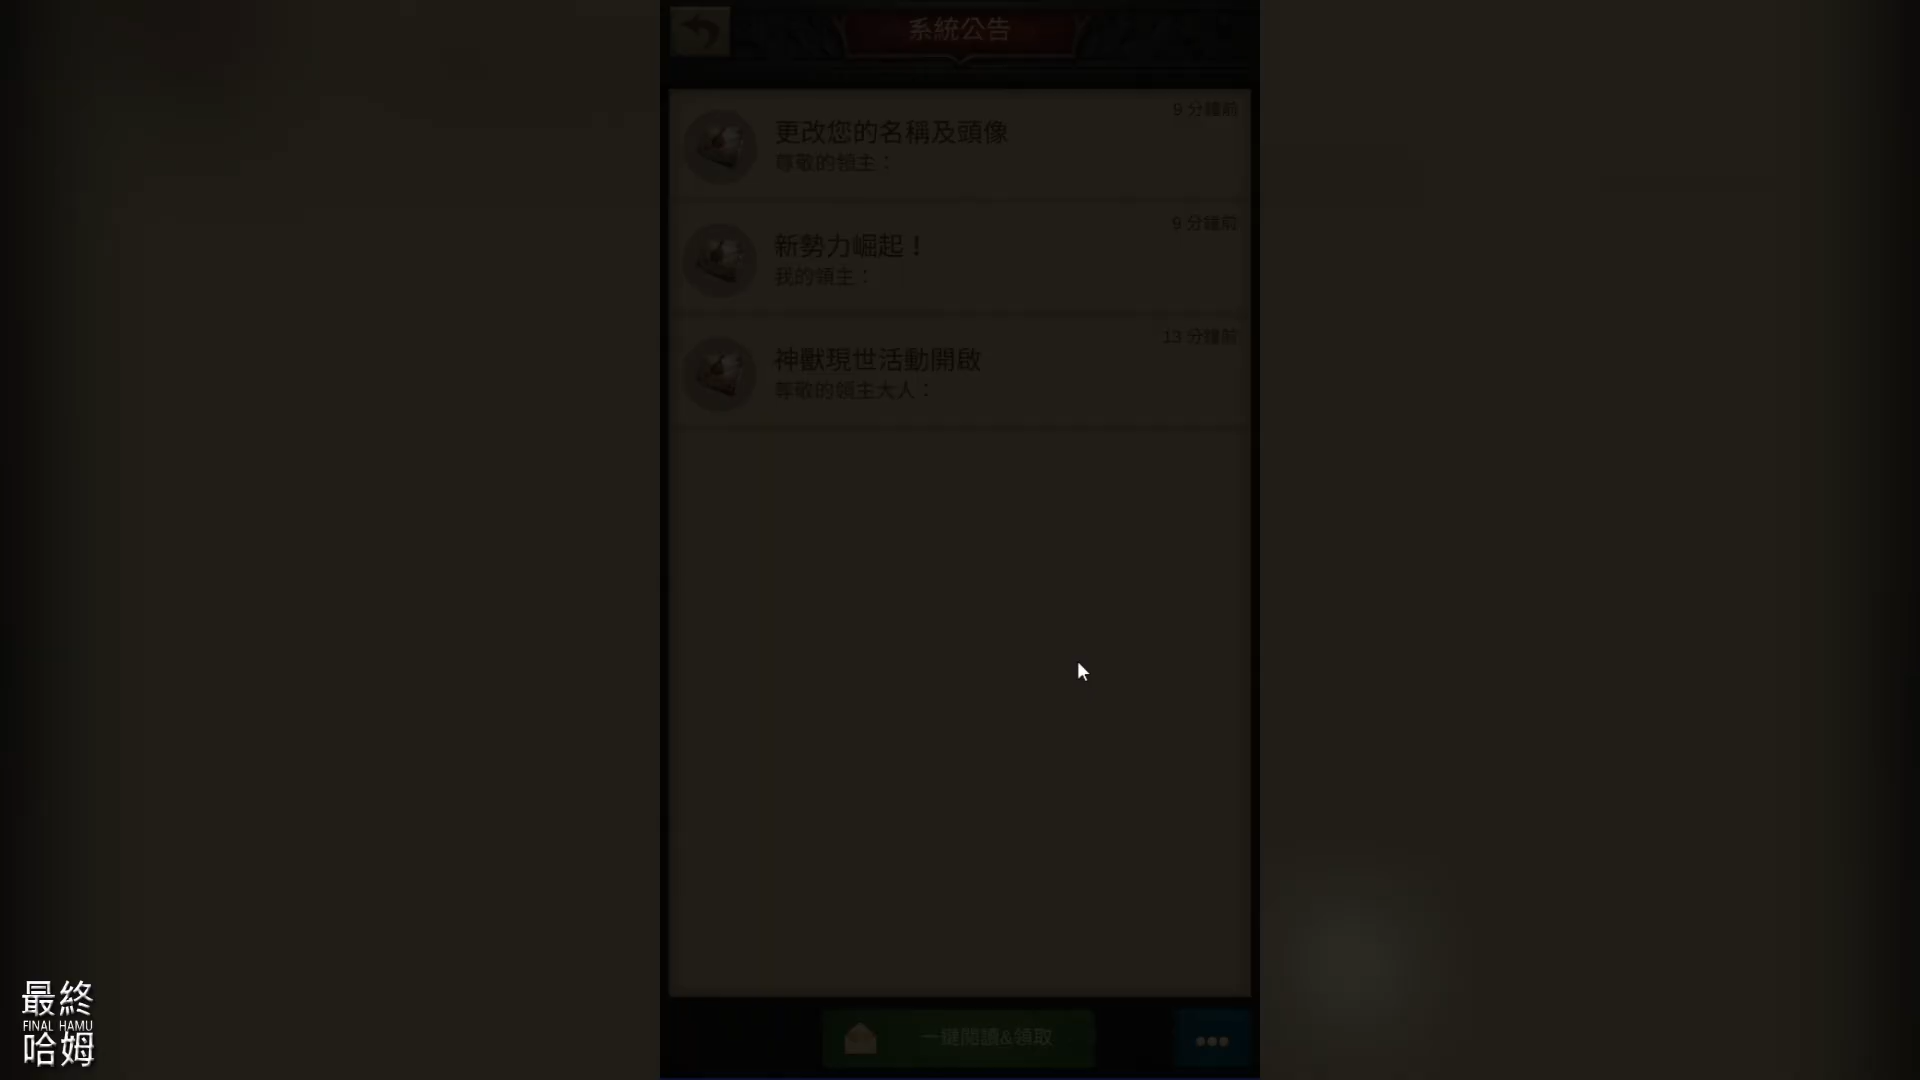 系統公告
9 分鐘前
更改您的名稱及頭像
尊敬的領主：
9 分鐘前
新勢力崛起！
我的領主：
13 分鐘前
神獸現世活動開啟
尊敬的領主大人：
一鍵閱讀&領取
最終
FINAL HAMU
哈姆